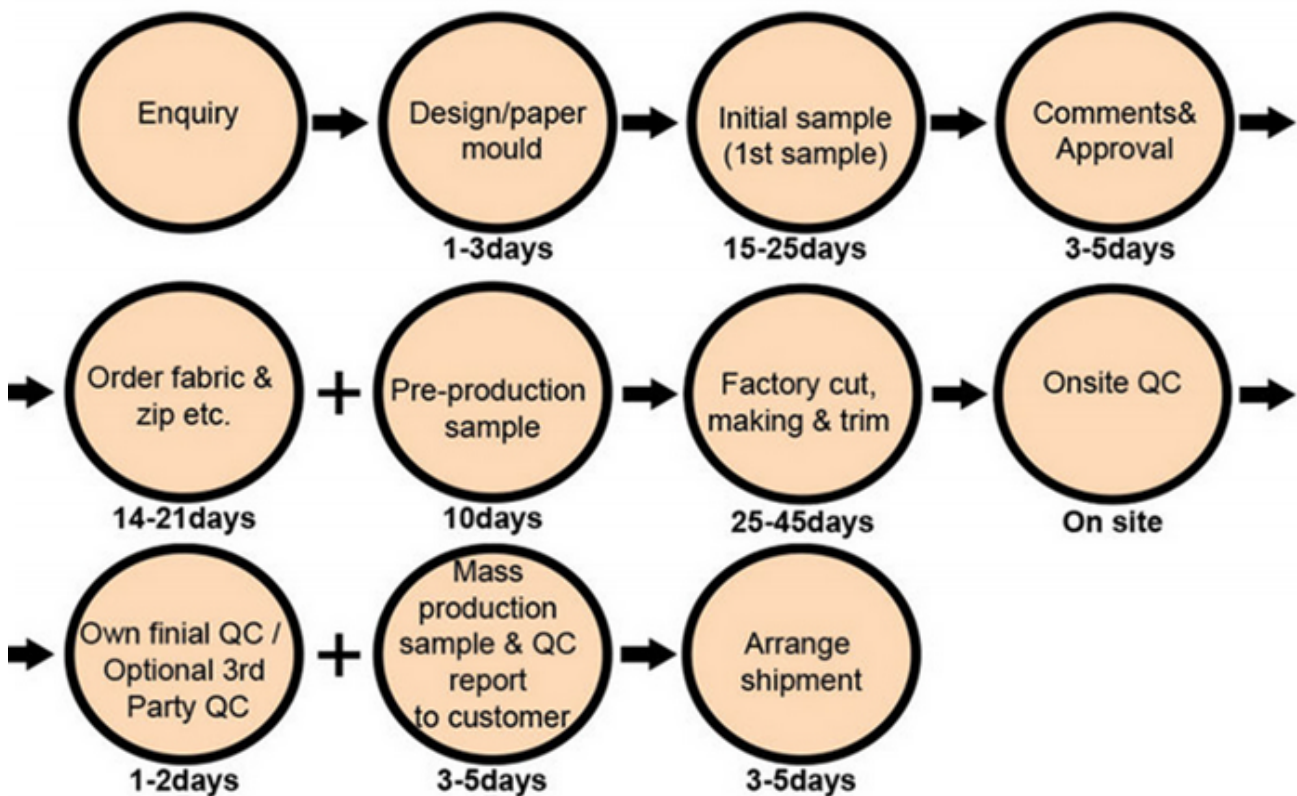 Enquiry
Design/paper
mould
1-3days
Initial sample
(1st sample)
15-25days
Comments&
Approval
3-5days
Order fabric &
zip etc.
14-21days
+
Pre-production
sample
10days
Factory cut,
making & trim
25-45days
Onsite QC
On site
Own finial QC /
Optional 3rd
Party QC
1-2days
+
Mass
production
sample & QC
report
to customer
3-5days
Arrange
shipment
3-5days